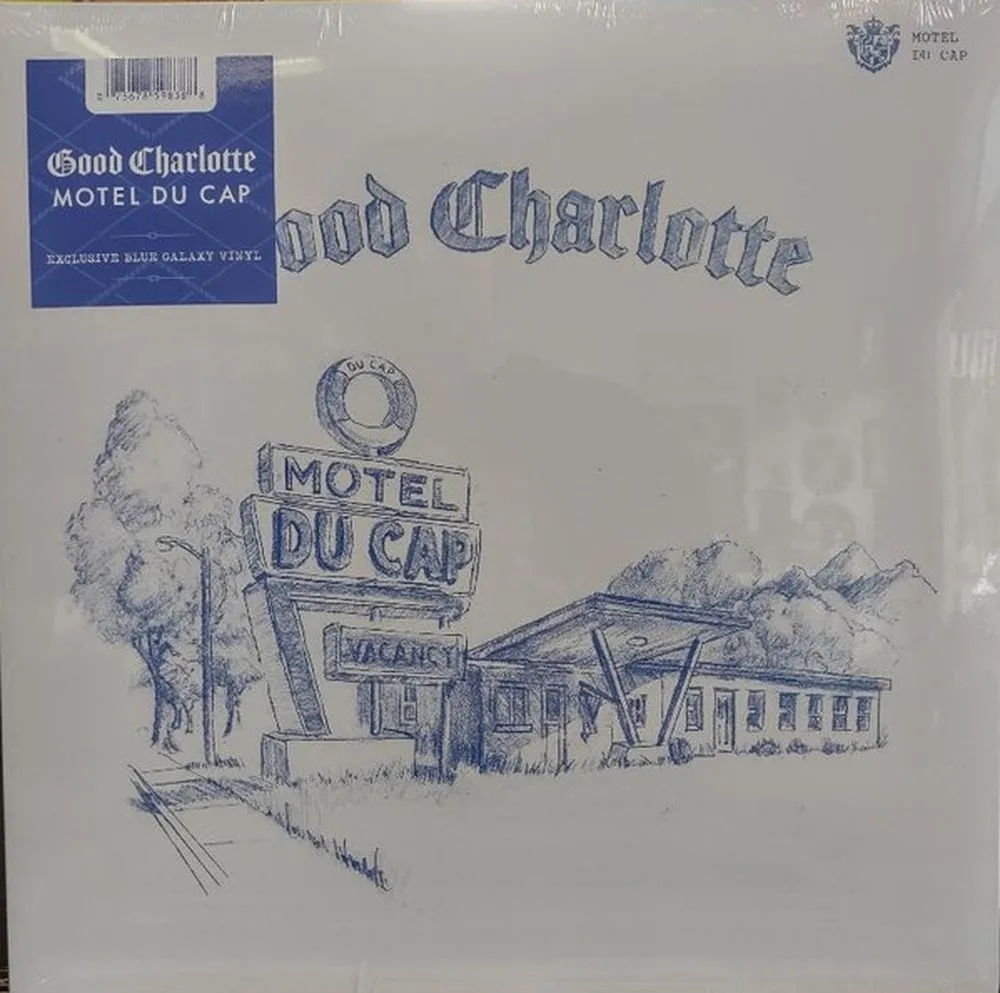 MOTEL
DU CAP
Good Charlotte
MOTEL DU CAP
EXCLUSIVE BLUE GALAXY VINYL
ood Charlotte
DU CAP
MOTEL
DU CAP
VACANCY